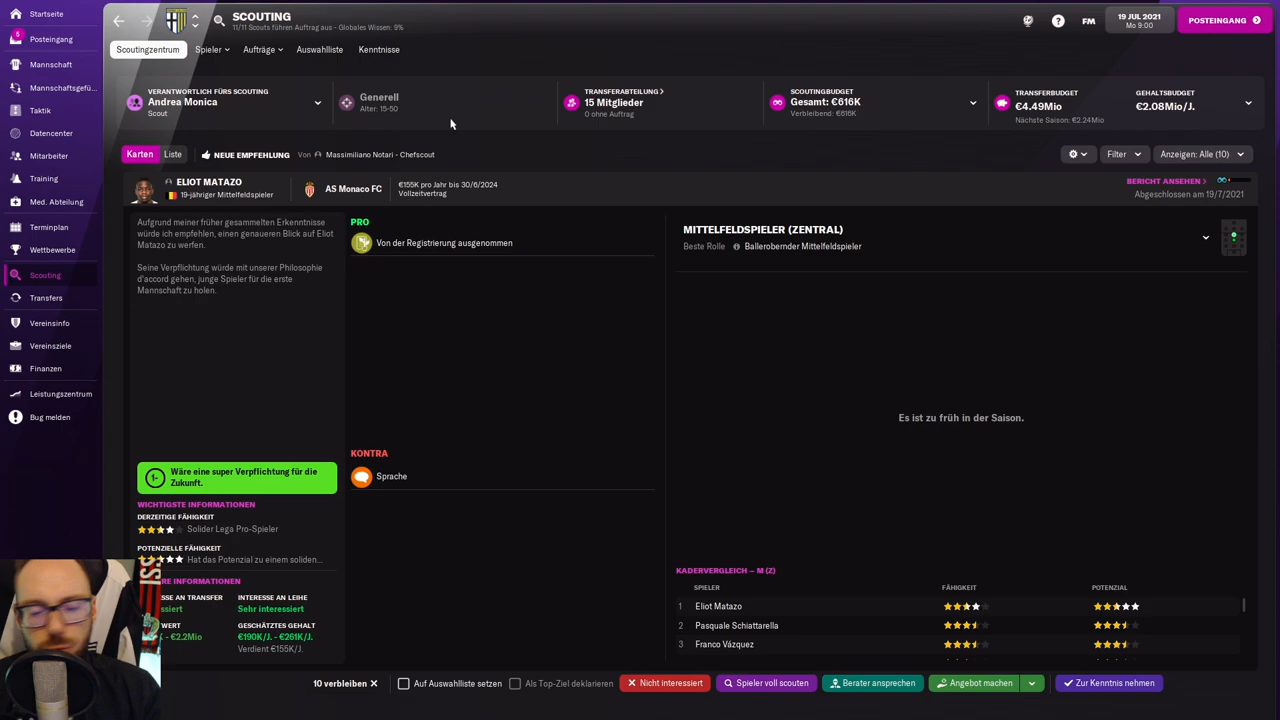 Startseite
6
Posteingang
Mannschaft
Mannschaftsgefü...
Taktik
Datencenter
Mitarbeiter
Training
Med. Abteilung
Terminplan
Wettbewerbe
Scouting
Transfers
Vereinsinfo
Vereinsziele
Finanzen
Leistungszentrum
Bug melden
SCOUTING
11/11 Scouts führen Auftrag aus - Globales Wissen: 9%
FM
19 JUL 2021
Mo 9:00
POSTEINGANG
Scoutingzentrum
Spieler
Aufträge
Auswahlliste
Kenntnisse
VERANTWORTLICH FÜRS SCOUTING
Andrea Monica
Scout
Generell
Alter: 15-50
TRANSFERABTEILUNG
15 Mitglieder
0 ohne Auftrag
SCOUTINGBUDGET
Gesamt: €616K
Verbleibend: €616K
TRANSFERBUDGET
€4.49Mio
Nächste Saison: €2.24Mio
GEHALTSBUDGET
€2.08Mio/J.
Karten
Liste
NEUE EMPFEHLUNG
Von
Massimiliano Notari - Chefscout
Filter
Anzeigen: Alle (10)
ELIOT MATAZO
19-jähriger Mittelfeldspieler
AS Monaco FC
€155K pro Jahr bis 30/6/2024
Vollzeitvertrag
BERICHT ANSEHEN
Abgeschlossen am 19/7/2021
Aufgrund meiner früher gesammelten Erkenntnisse
würde ich empfehlen, einen genaueren Blick auf Eliot
Matazo zu werfen.
Seine Verpflichtung würde mit unserer Philosophie
d'accord gehen, junge Spieler für die erste
Mannschaft zu holen.
PRO
Von der Registrierung ausgenommen
KONTRA
Sprache
MITTELFELDSPIELER (ZENTRAL)
Beste Rolle
Ballerobernder Mittelfeldspieler
Es ist zu früh in der Saison.
1-
Wäre eine super Verpflichtung für die
Zukunft.
WICHTIGSTE INFORMATIONEN
DERZEITIGE FÄHIGKEIT
Solider Lega Pro-Spieler
POTENZIELLE FÄHIGKEIT
Hat das Potenzial zu einem soliden...
RE INFORMATIONEN
SE AN TRANSFER
siert
INTERESSE AN LEIHE
Sehr interessiert
WERT
- €2.2Mio
GESCHÄTZTES GEHALT
€190K/J. - €261K/J.
Verdient €155K/J.
KADERVERGLEICH – M (Z)
SPIELER
FÄHIGKEIT
POTENZIAL
1 Eliot Matazo
2 Pasquale Schiattarella
3 Franco Vázquez
10 verbleiben
Auf Auswahlliste setzen
Als Top-Ziel deklarieren
Nicht interessiert
Spieler voll scouten
Berater ansprechen
Angebot machen
Zur Kenntnis nehmen